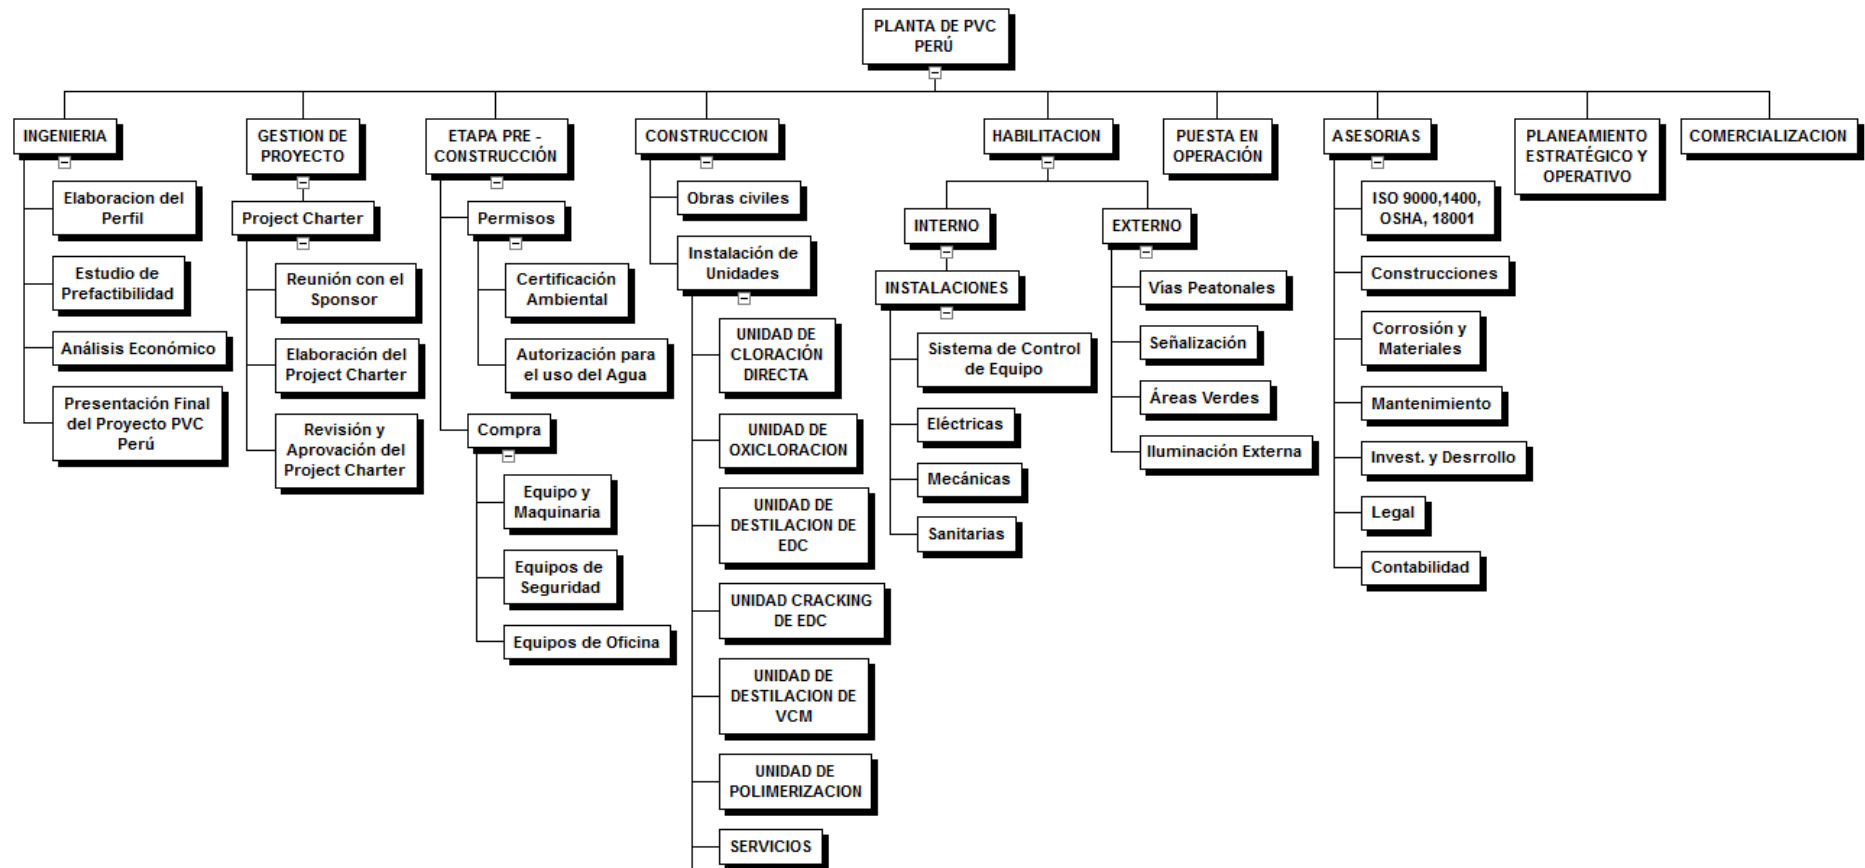 PLANTA DE PVC
PERÚ
INGENIERIA
Elaboracion del
Perfil
Estudio de
Prefactibilidad
Análisis Económico
Presentación Final
del Proyecto PVC
Perú
GESTION DE
PROYECTO
Project Charter
Reunión con el
Sponsor
Elaboración del
Project Charter
Revisión y
Aprovación del
Project Charter
ETAPA PRE -
CONSTRUCCIÓN
Permisos
Certificación
Ambiental
Autorización para
el uso del Agua
Compra
Equipo y
Maquinaria
Equipos de
Seguridad
Equipos de Oficina
CONSTRUCCION
Obras civiles
Instalación de
Unidades
UNIDAD DE
CLORACIÓN
DIRECTA
UNIDAD DE
OXICLORACION
UNIDAD DE
DESTILACION DE
EDC
UNIDAD CRACKING
DE EDC
UNIDAD DE
DESTILACION DE
VCM
UNIDAD DE
POLIMERIZACION
SERVICIOS
HABILITACION
INTERNO
INSTALACIONES
Sistema de Control
de Equipo
Eléctricas
Mecánicas
Sanitarias
EXTERNO
Vías Peatonales
Señalización
Áreas Verdes
Iluminación Externa
PUESTA EN
OPERACIÓN
ASESORIAS
ISO 9000,1400,
OSHA, 18001
Construcciones
Corrosión y
Materiales
Mantenimiento
Invest. y Desrrollo
Legal
Contabilidad
PLANEAMIENTO
ESTRATÉGICO Y
OPERATIVO
COMERCIALIZACION